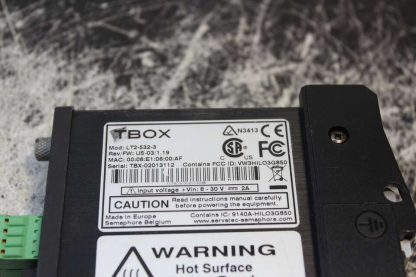 TBOX
N3413
Mod: LT2-532-3
Rev/FW: US-03/1.19
MAC: 00:06:E1:06:00:AF
Serial: TBX-02013112
Contains FCC ID: VW3HILO3G850
Input voltage +Vin: 8 - 30 V 2A
CAUTION
Read instructions manual carefully
before powering the equipment.
Made in Europe
Semaphore Belgium
Contains IC: 9140A-HILO3G850
www.servelec-semaphore.com
WARNING
Hot Surface